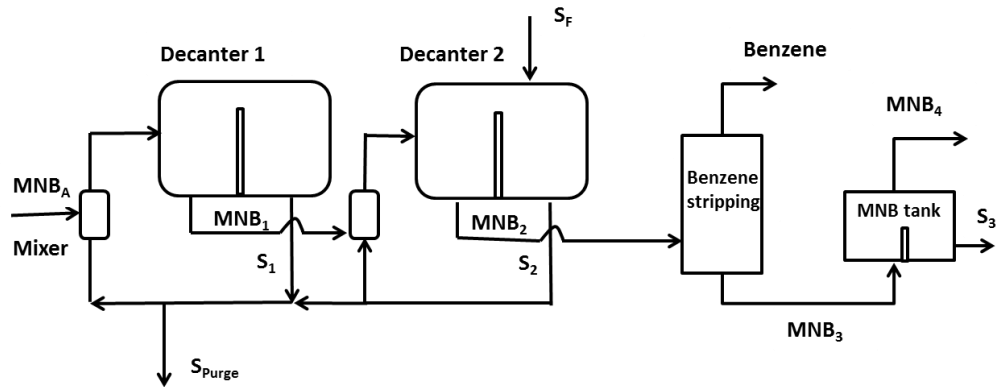 S_F
Decanter 1
Decanter 2
Benzene
MNB_4
MNB_A
Mixer
Benzene
stripping
MNB tank
S_3
MNB_1
MNB_2
S_1
S_2
MNB_3
S_Purge